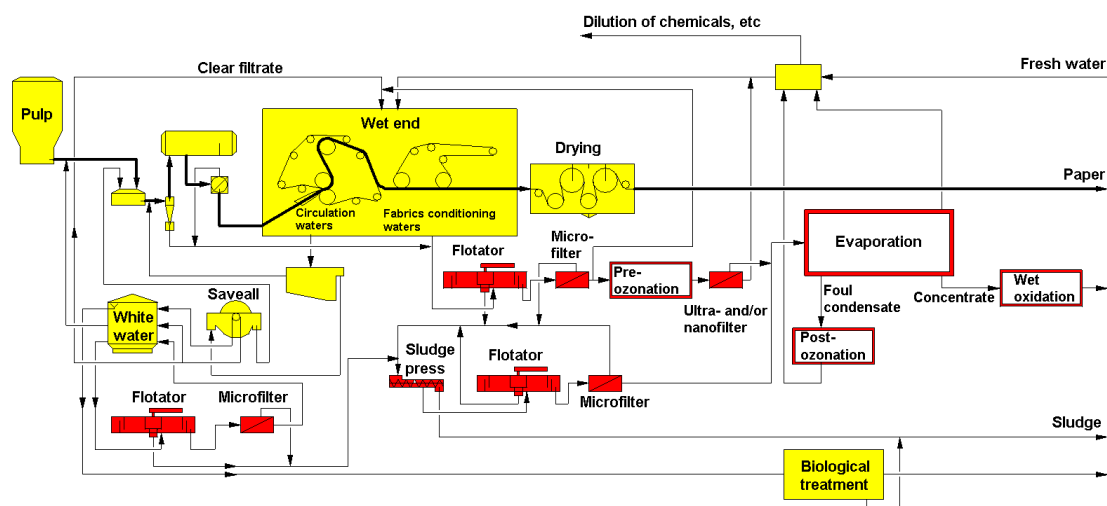 Dilution of chemicals, etc
Clear filtrate
Fresh water
Pulp
Wet end
Drying
Paper
Circulation
waters
Fabrics conditioning
waters
Flotator
Micro-
filter
Pre-
ozonation
Ultra- and/or
nanofilter
Evaporation
Foul
condensate
Concentrate
Wet
oxidation
Post-
ozonation
Saveall
White
water
Sludge
press
Flotator
Microfilter
Flotator
Microfilter
Sludge
Biological
treatment